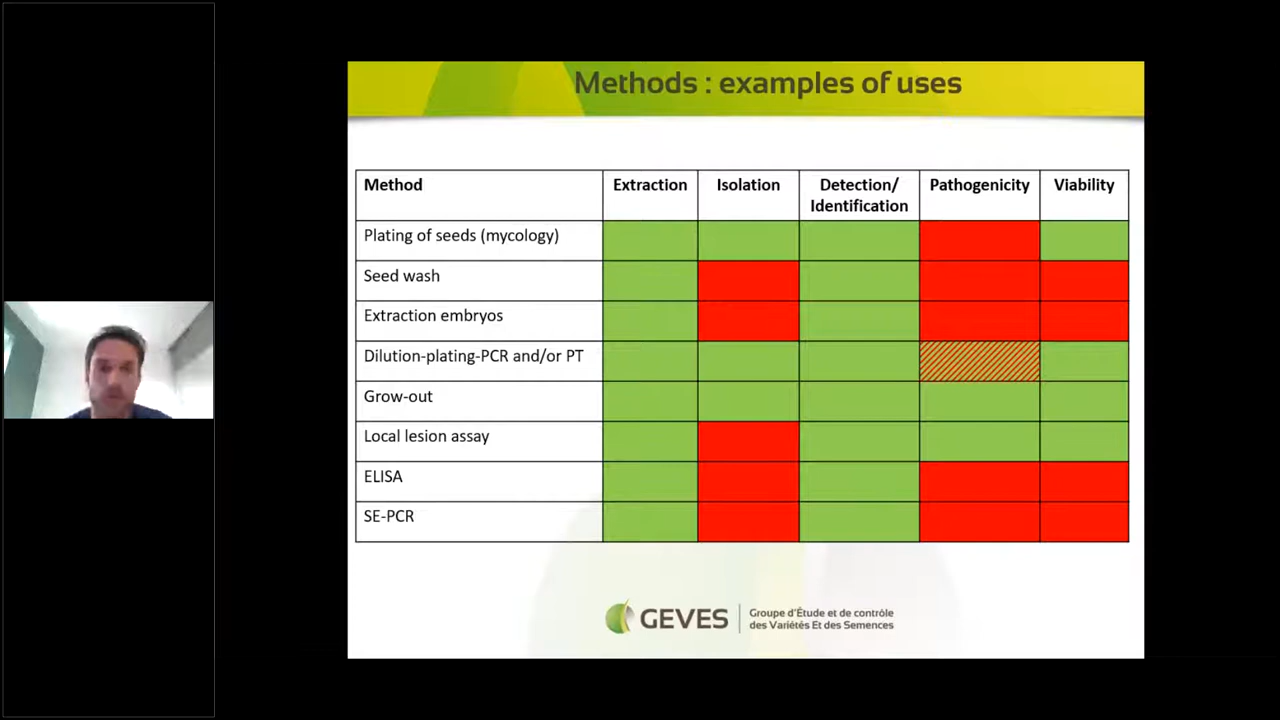 Methods : examples of uses
Method Extraction Isolation Detection/ Pathogenicity Viability
Identification
Plating of seeds (mycology)
Seed wash
Extraction embryos
Dilution-plating-PCR and/or PT
Grow-out
Local lesion assay
ELISA
SE-PCR
GEVES
Groupe d'Étude et de contrôle
des Variétés Et des Semences